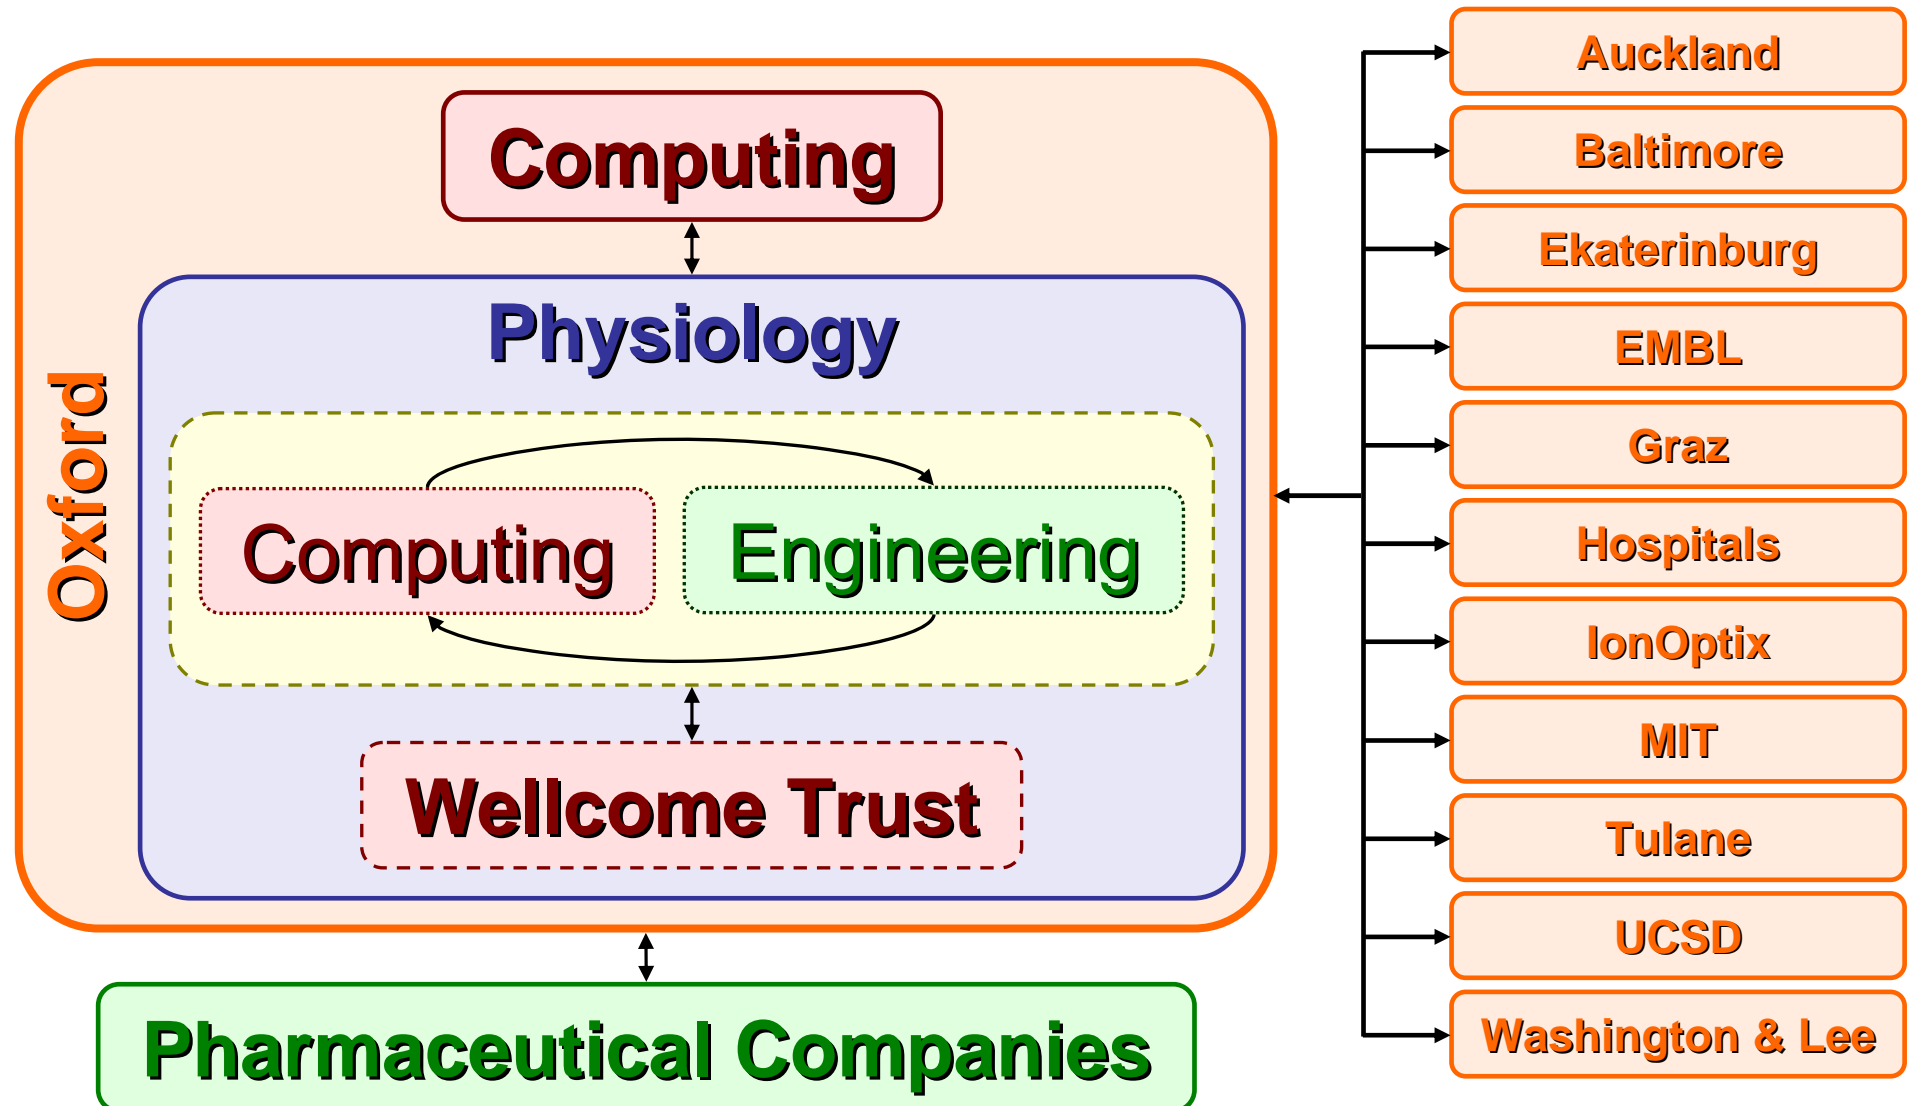 Oxford
Computing
Physiology
Computing
Engineering
Wellcome Trust
Pharmaceutical Companies
Auckland
Baltimore
Ekaterinburg
EMBL
Graz
Hospitals
IonOptix
MIT
Tulane
UCSD
Washington & Lee